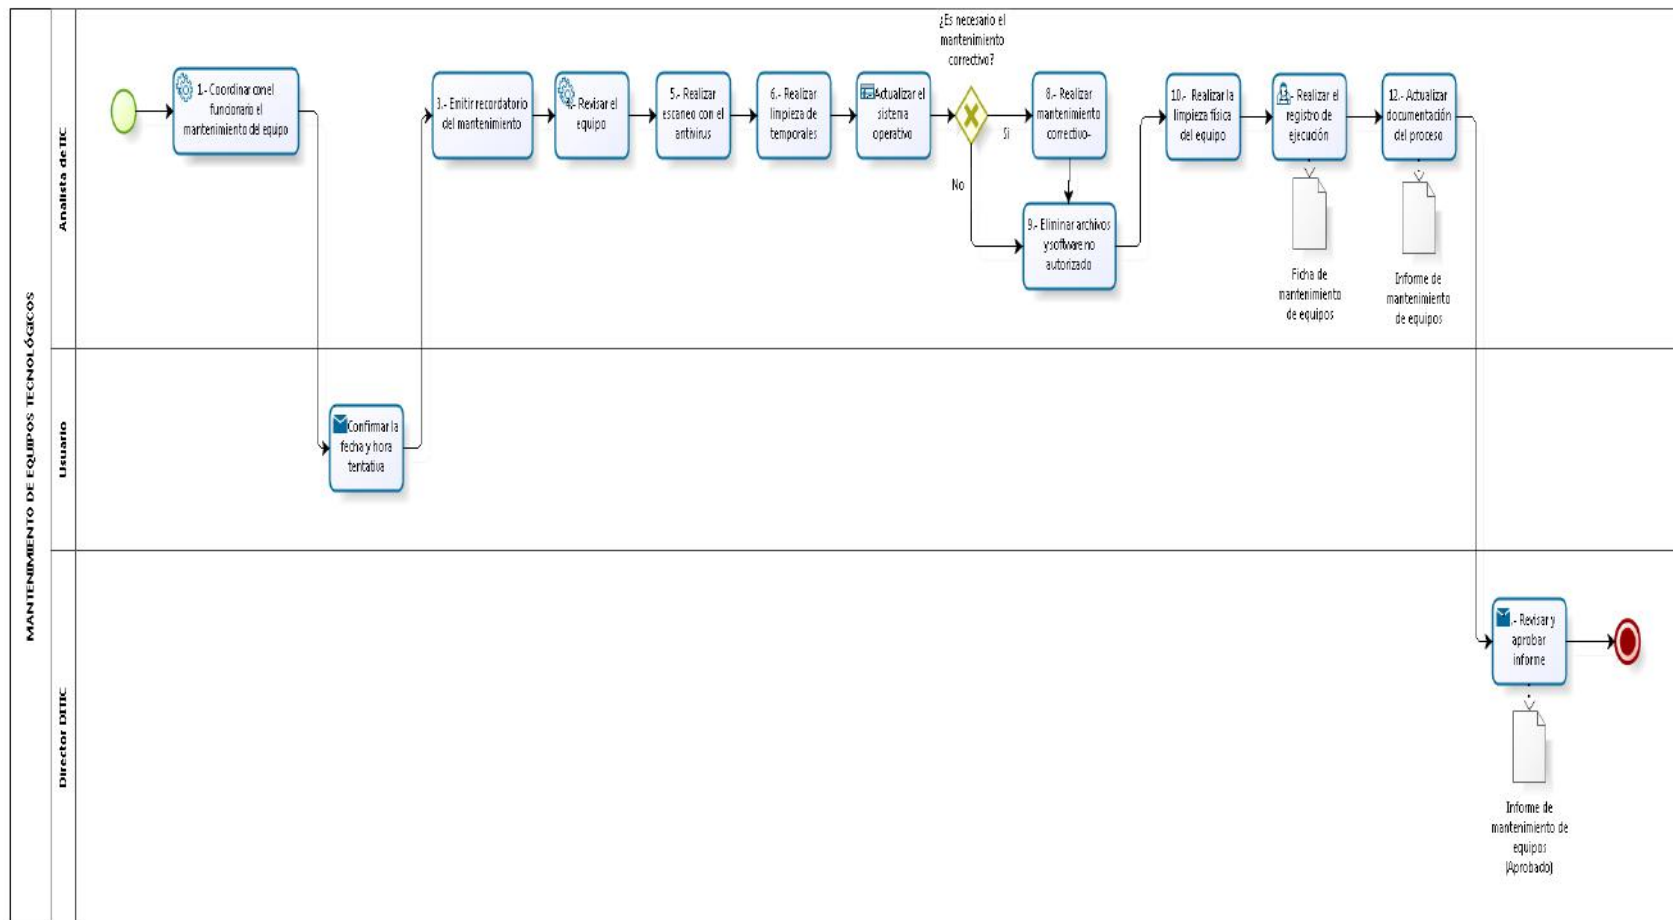 MANTENIMIENTO DE EQUIPOS TECNOLÓGICOS
Analista de TIC
1.- Coordinar con el
funcionario el
mantenimiento del equipo
3.- Emitir recordatorio
del mantenimiento
.- Revisar el
equipo
5.- Realizar
escaneo con el
antivirus
6.- Realizar
limpieza de
temporales
Actualizar el
sistema
operativo
¿Es necesario el
mantenimiento
correctivo?
Si
No
8.- Realizar
mantenimiento
correctivo-
9.- Eliminar archivos
y software no
autorizado
10.- Realizar la
limpieza física
del equipo
- Realizar el
registro de
ejecución
Ficha de
mantenimiento
de equipos
12.- Actualizar
documentación
del proceso
Informe de
mantenimiento
de equipos
Usuario
Confirmar la
fecha y hora
tentativa
Director DITIC
.- Revisar y
aprobar
informe
Informe de
mantenimiento de
equipos
(Aprobado)